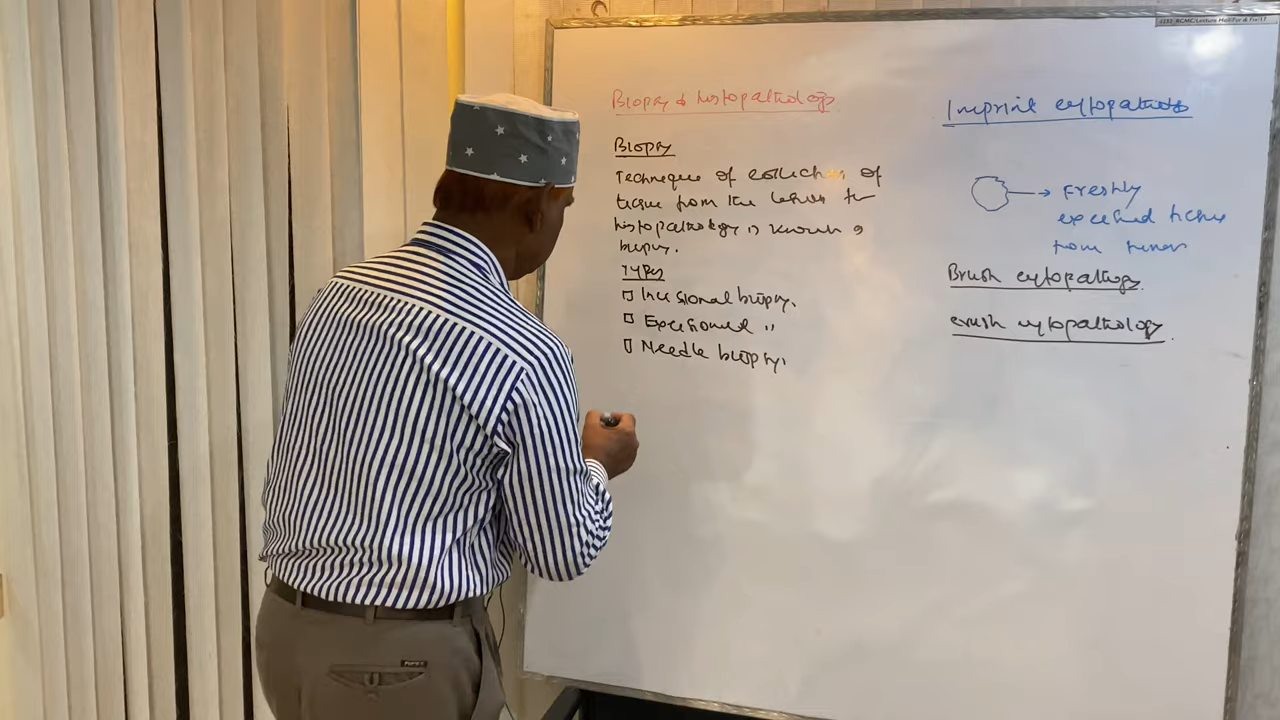 Biopsy & histopathology
Biopsy
Technique of collection of
tissue from the lesion for
histopathology is known as
biopsy.
Types
Incisional biopsy.
Excisional "
Needle biopsy.
Imprint cytopathology
Freshly
excised tissue
from tumor
Brush cytopathology
crush cytopathology